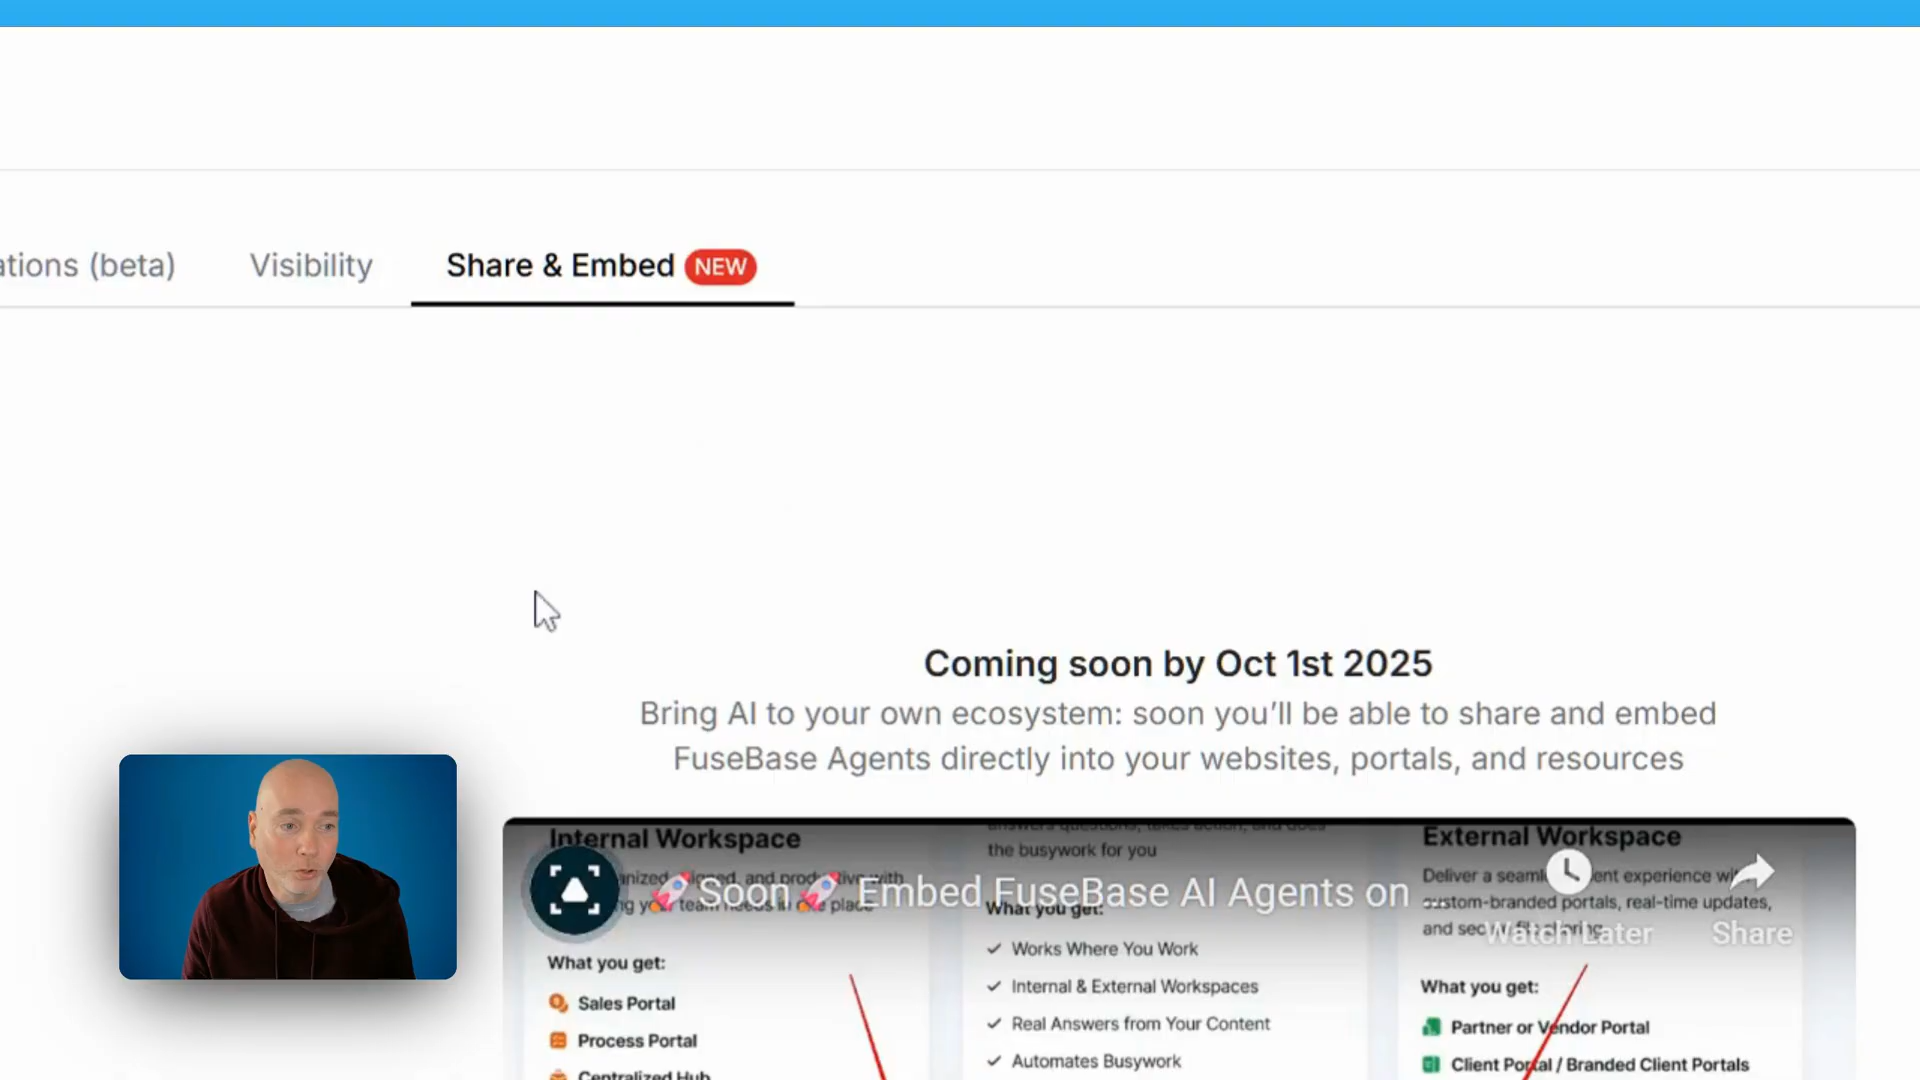 ations (beta)
Visibility
Share & Embed NEW
Coming soon by Oct 1st 2025
Bring AI to your own ecosystem: soon you'll be able to share and embed
FuseBase Agents directly into your websites, portals, and resources
🚀 Soon 🚀 Embed FuseBase AI Agents on ...
Watch Later
Share
Internal Workspace
What you get:
Sales Portal
Process Portal
Centralized Hub
the busywork for you
What you get:
✓ Works Where You Work
✓ Internal & External Workspaces
✓ Real Answers from Your Content
✓ Automates Busywork
External Workspace
custom-branded portals, real-time updates,
What you get:
Partner or Vendor Portal
Client Portal / Branded Client Portals